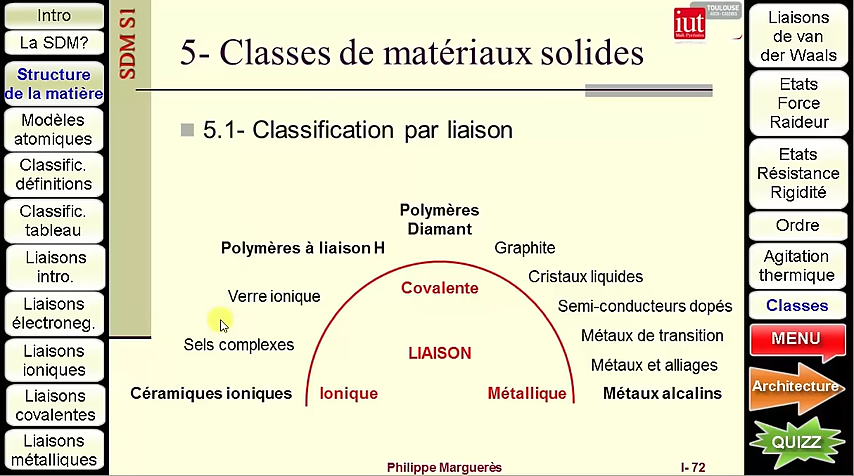 Intro
La SDM?
Structure
de la matière
Modèles
atomiques
Classific.
définitions
Classific.
tableau
Liaisons
intro.
Liaisons
électroneg.
Liaisons
ioniques
Liaisons
covalentes
Liaisons
métalliques
SDM S1
iut
TOULOUSE
5- Classes de matériaux solides
5.1- Classification par liaison
Polymères
Diamant
Polymères à liaison H
Graphite
Cristaux liquides
Covalente
Verre ionique
Semi-conducteurs dopés
Métaux de transition
Sels complexes
LIAISON
Métaux et alliages
Céramiques ioniques
Ionique
Métallique
Métaux alcalins
Philippe Marguerès
I- 72
Liaisons
de van
der Waals
Etats
Force
Raideur
Etats
Résistance
Rigidité
Ordre
Agitation
thermique
Classes
MENU
Architecture
QUIZZ